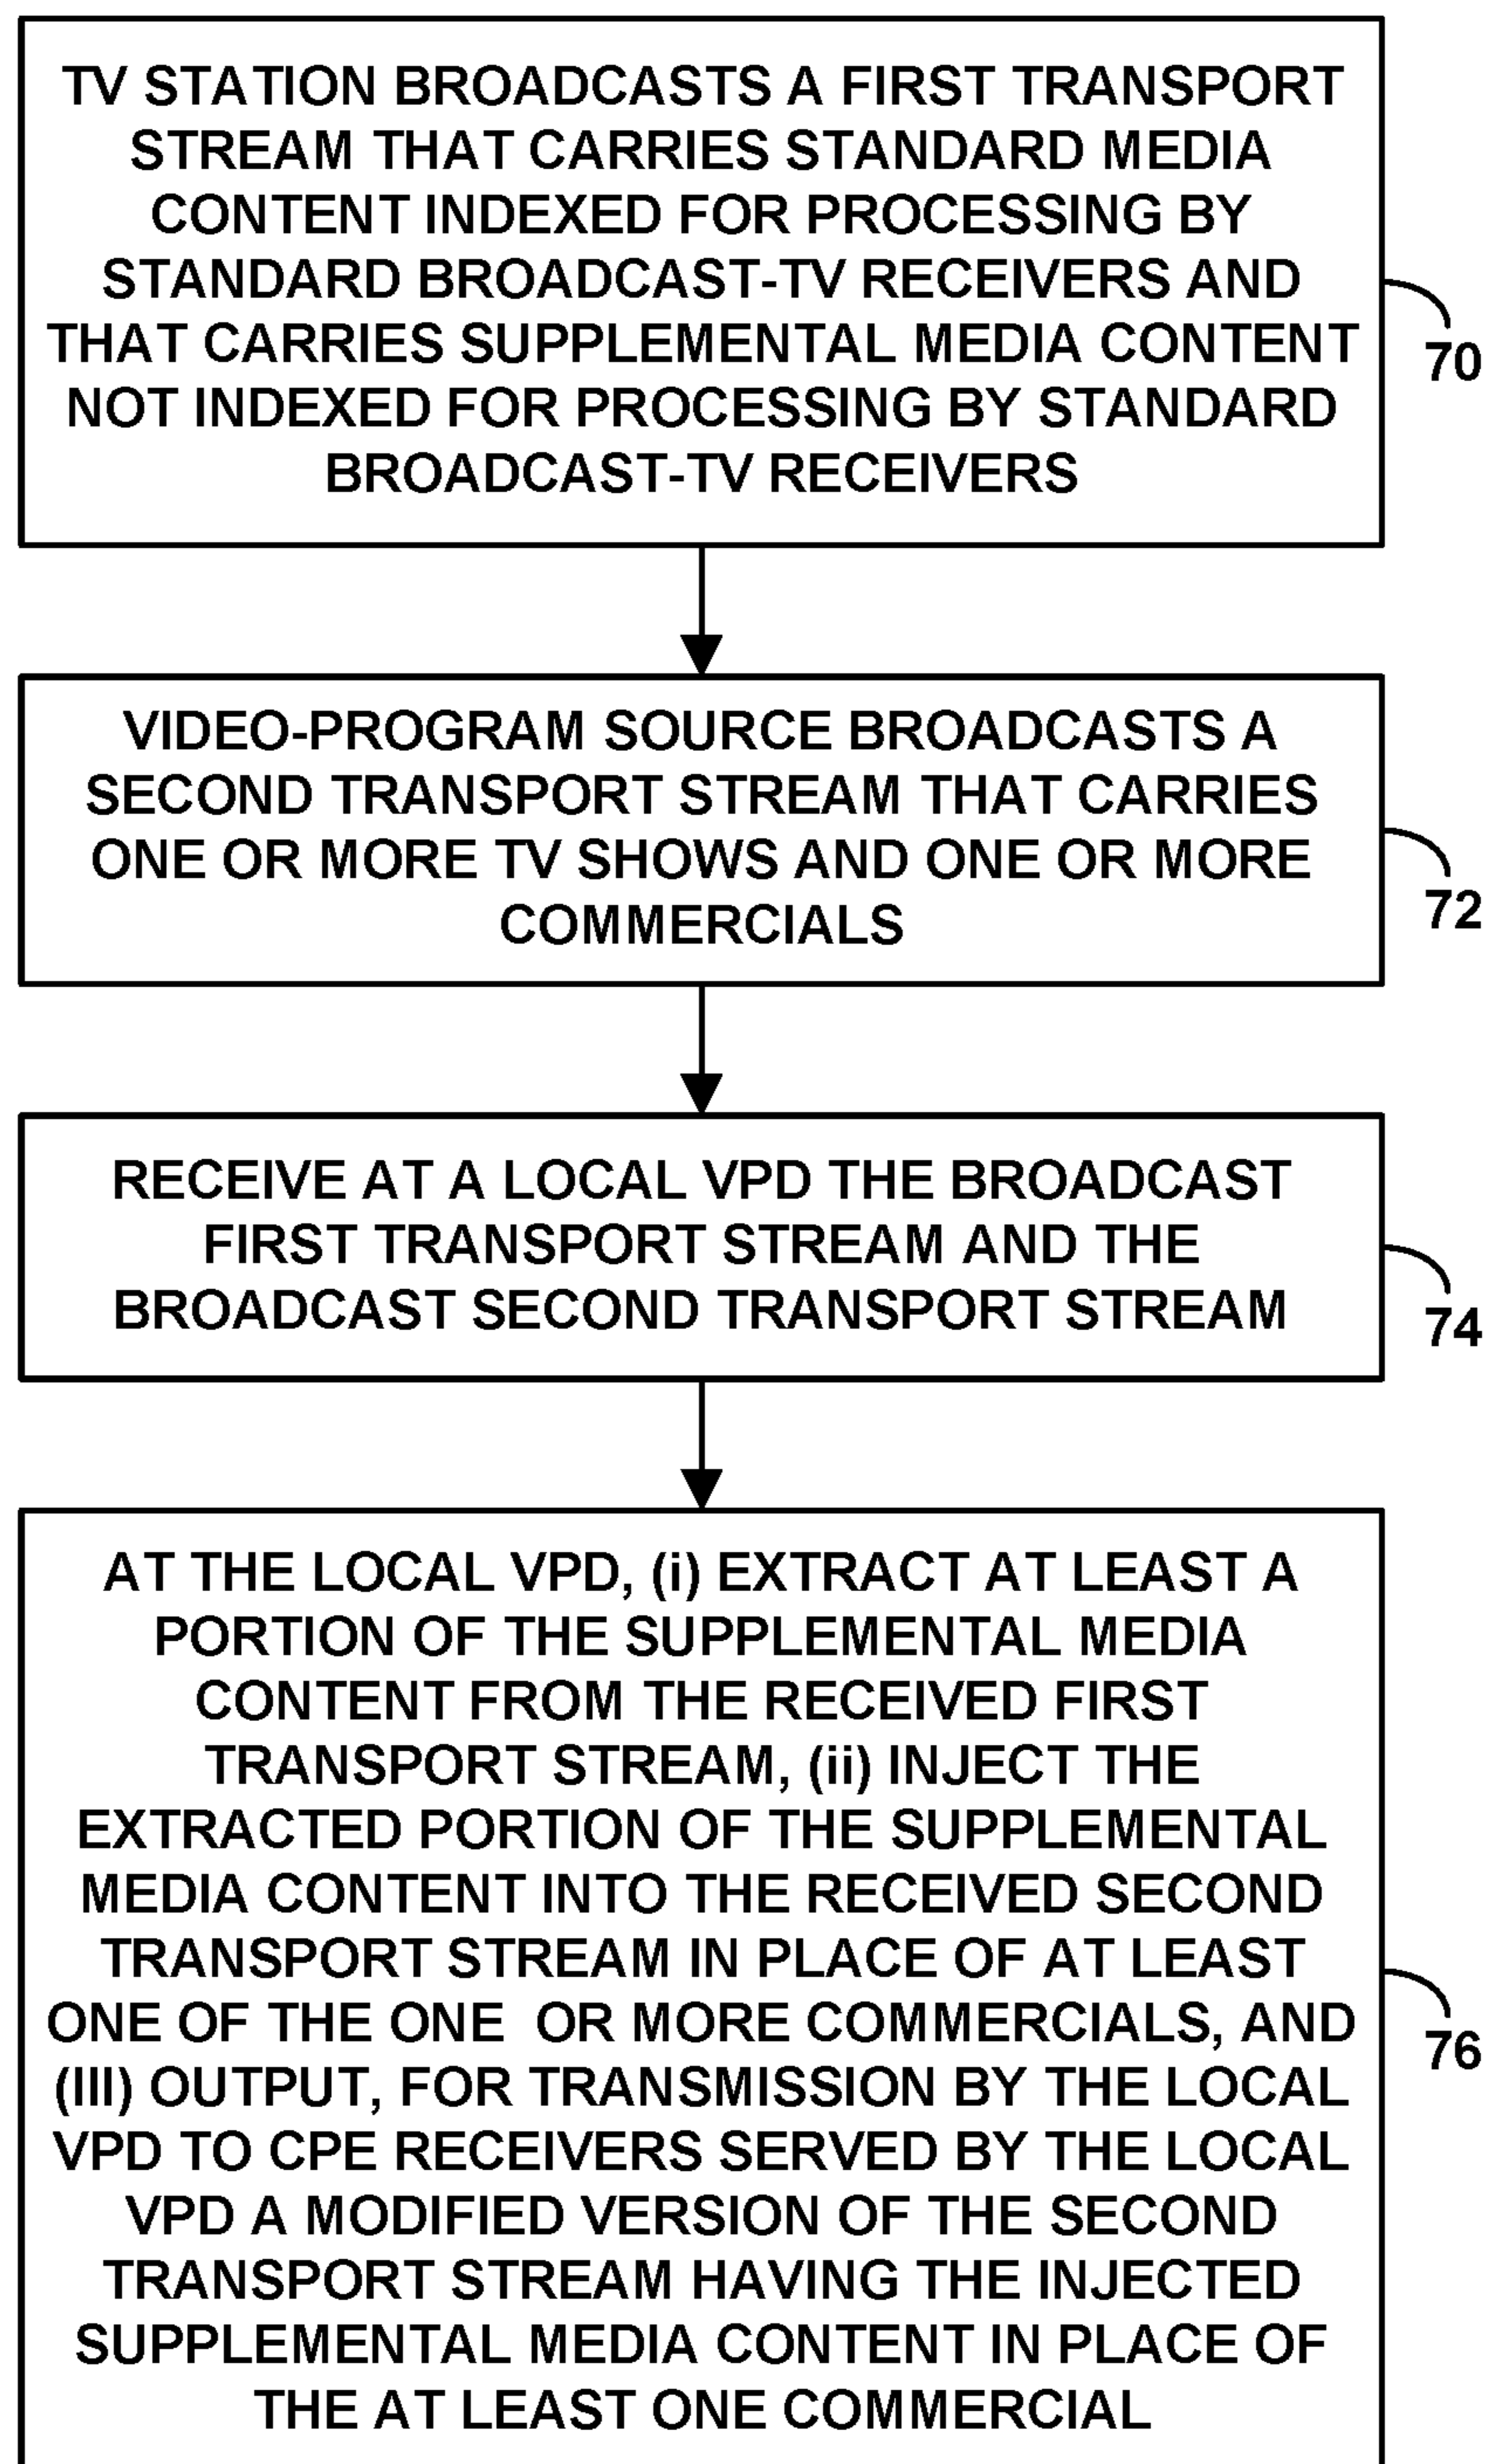 TV STATION BROADCASTS A FIRST TRANSPORT
STREAM THAT CARRIES STANDARD MEDIA
CONTENT INDEXED FOR PROCESSING BY
STANDARD BROADCAST-TV RECEIVERS AND
THAT CARRIES SUPPLEMENTAL MEDIA CONTENT
NOT INDEXED FOR PROCESSING BY STANDARD
BROADCAST-TV RECEIVERS
70
VIDEO-PROGRAM SOURCE BROADCASTS A
SECOND TRANSPORT STREAM THAT CARRIES
ONE OR MORE TV SHOWS AND ONE OR MORE
COMMERCIALS
72
RECEIVE AT A LOCAL VPD THE BROADCAST
FIRST TRANSPORT STREAM AND THE
BROADCAST SECOND TRANSPORT STREAM
74
AT THE LOCAL VPD, (i) EXTRACT AT LEAST A
PORTION OF THE SUPPLEMENTAL MEDIA
CONTENT FROM THE RECEIVED FIRST
TRANSPORT STREAM, (ii) INJECT THE
EXTRACTED PORTION OF THE SUPPLEMENTAL
MEDIA CONTENT INTO THE RECEIVED SECOND
TRANSPORT STREAM IN PLACE OF AT LEAST
ONE OF THE ONE OR MORE COMMERCIALS, AND
(III) OUTPUT, FOR TRANSMISSION BY THE LOCAL
VPD TO CPE RECEIVERS SERVED BY THE LOCAL
VPD A MODIFIED VERSION OF THE SECOND
TRANSPORT STREAM HAVING THE INJECTED
SUPPLEMENTAL MEDIA CONTENT IN PLACE OF
THE AT LEAST ONE COMMERCIAL
76